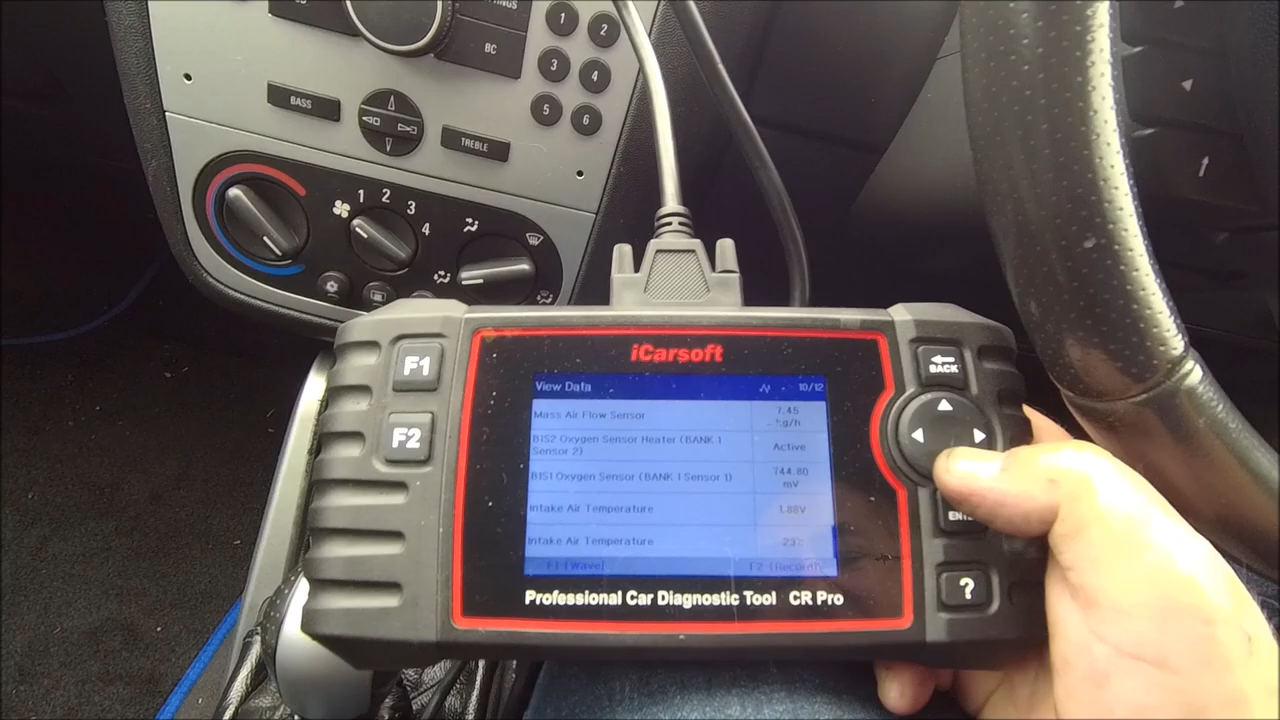 BC
1
2
3
4
5
6
BASS
TREBLE
1
2
3
4
iCarsoft
F1
F2
BACK
View Data
10/12
Mass Air Flow Sensor
7.45
B1S2 Oxygen Sensor Heater (BANK 1
Sensor 2)
Active
B1S1 Oxygen Sensor (BANK 1 Sensor 1)
744.80
mV
Intake Air Temperature
1.88V
Intake Air Temperature
F1 [Wave]
F2 [Record]
?
Professional Car Diagnostic Tool CR Pro